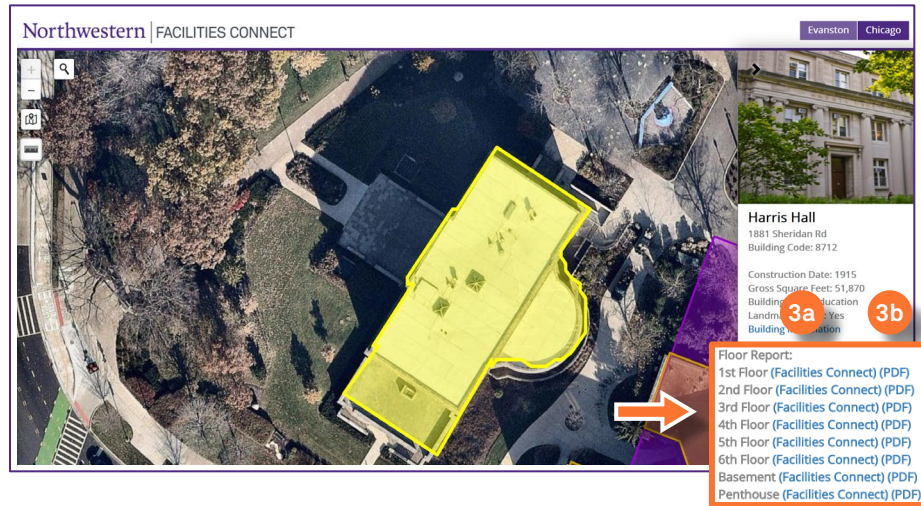 Northwestern | FACILITIES CONNECT
Evanston Chicago
Harris Hall
1881 Sheridan Rd
Building Code: 8712
Construction Date: 1915
Gross Square Feet: 51,870
Building ducation
Landma : Yes
Building ation
3a
3b
Floor Report:
1st Floor (Facilities Connect) (PDF)
2nd Floor (Facilities Connect) (PDF)
3rd Floor (Facilities Connect) (PDF)
4th Floor (Facilities Connect) (PDF)
5th Floor (Facilities Connect) (PDF)
6th Floor (Facilities Connect) (PDF)
Basement (Facilities Connect) (PDF)
Penthouse (Facilities Connect) (PDF)